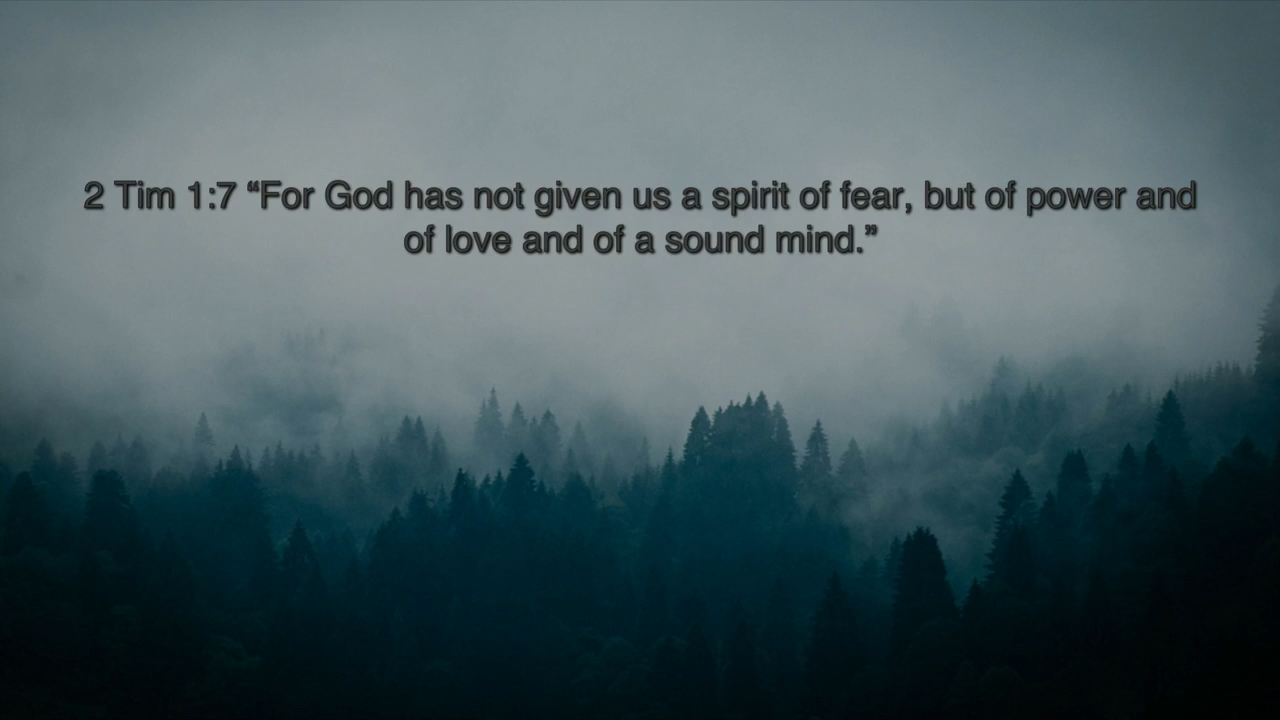 2 Tim 1:7 “For God has not given us a spirit of fear, but of power and
of love and of a sound mind.”